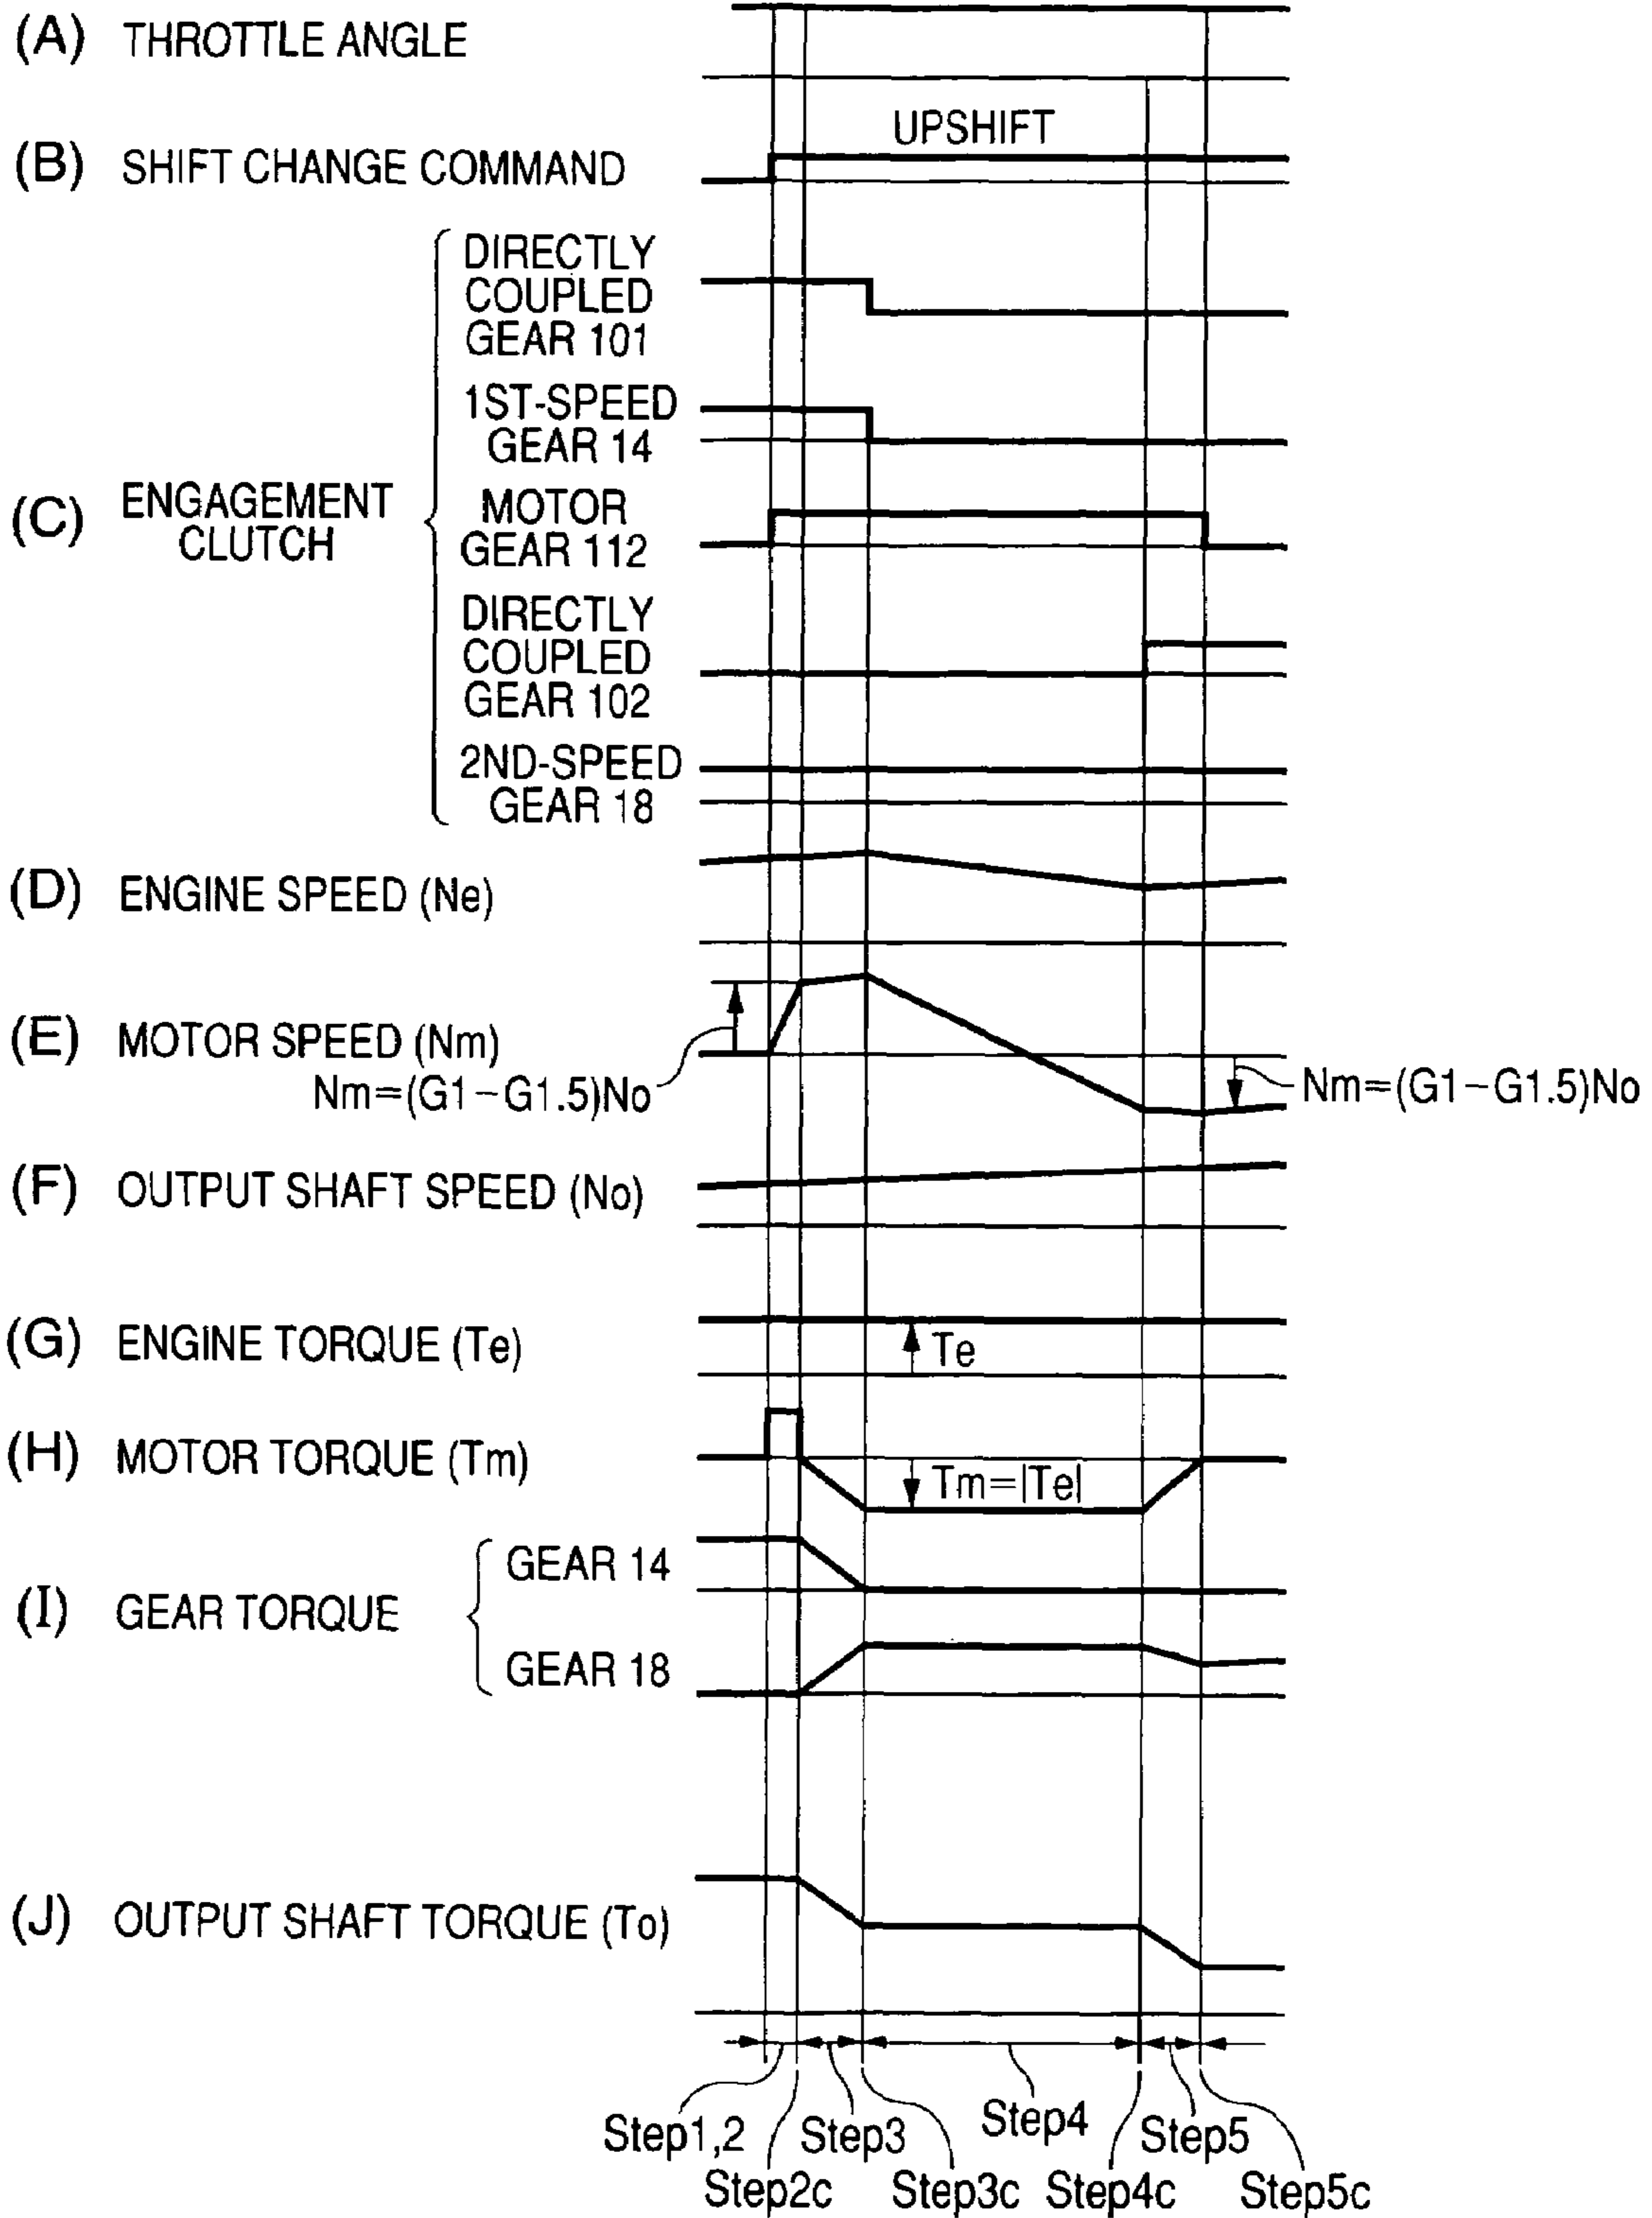 (A) THROTTLE ANGLE
UPSHIFT
(B) SHIFT CHANGE COMMAND
(C) ENGAGEMENT
CLUTCH
DIRECTLY
COUPLED
GEAR 101
1ST-SPEED
GEAR 14
MOTOR
GEAR 112
DIRECTLY
COUPLED
GEAR 102
2ND-SPEED
GEAR 18
(D) ENGINE SPEED (Ne)
(E) MOTOR SPEED (Nm)
Nm=(G1-G1.5)No
Nm=(G1-G1.5)No
(F) OUTPUT SHAFT SPEED (No)
(G) ENGINE TORQUE (Te)
Te
(H) MOTOR TORQUE (Tm)
Tm=|Te|
(I) GEAR TORQUE
GEAR 14
GEAR 18
(J) OUTPUT SHAFT TORQUE (To)
Step1,2
Step3
Step4
Step5
Step2c
Step3c
Step4c
Step5c